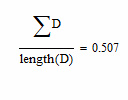 ∑D
length(D) = 0.507